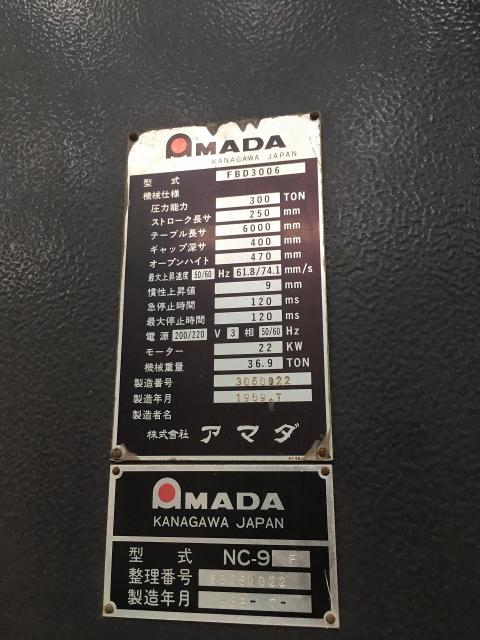 AMADA
KANAGAWA JAPAN
型式 FBD3006
機械仕様
圧力能力 300 TON
ストローク長サ 250 mm
テーブル長サ 6000 mm
ギャップ深サ 400 mm
オープンハイト 470 mm
最大上昇速度 50/60 Hz 61.8/74.1 mm/s
慣性上昇値 9 mm
急停止時間 120 ms
最大停止時間 120 ms
電源 200/220 V 3 相 50/60 Hz
モーター 22 KW
機械重量 36.9 TON
製造番号 3060022
製造年月 1989.7
製造者名
株式会社 アマダ
AMADA
KANAGAWA JAPAN
型式 NC-9 F
整理番号
製造年月